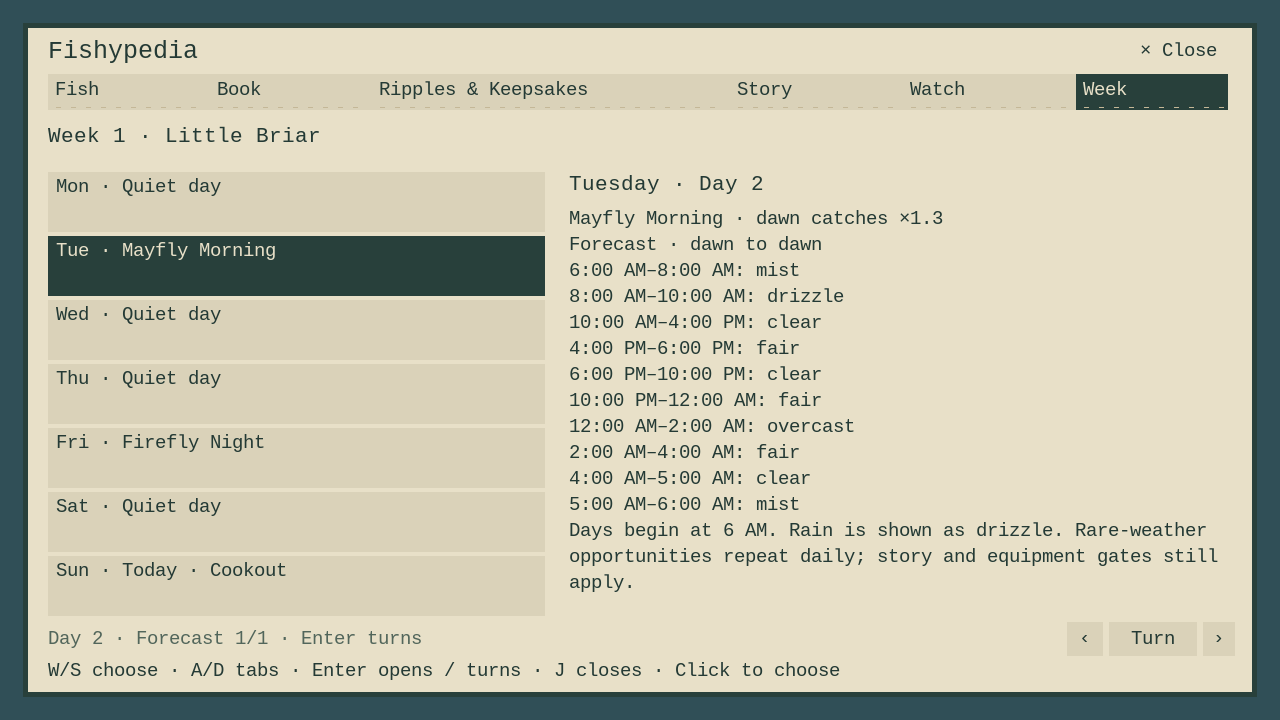 Fishypedia
× Close
Fish Book Ripples & Keepsakes Story Watch Week
Week 1 · Little Briar
Mon · Quiet day
Tue · Mayfly Morning
Wed · Quiet day
Thu · Quiet day
Fri · Firefly Night
Sat · Quiet day
Sun · Today · Cookout
Tuesday · Day 2
Mayfly Morning · dawn catches ×1.3
Forecast · dawn to dawn
6:00 AM–8:00 AM: mist
8:00 AM–10:00 AM: drizzle
10:00 AM–4:00 PM: clear
4:00 PM–6:00 PM: fair
6:00 PM–10:00 PM: clear
10:00 PM–12:00 AM: fair
12:00 AM–2:00 AM: overcast
2:00 AM–4:00 AM: fair
4:00 AM–5:00 AM: clear
5:00 AM–6:00 AM: mist
Days begin at 6 AM. Rain is shown as drizzle. Rare-weather
opportunities repeat daily; story and equipment gates still
apply.
Day 2 · Forecast 1/1 · Enter turns
‹ Turn ›
W/S choose · A/D tabs · Enter opens / turns · J closes · Click to choose